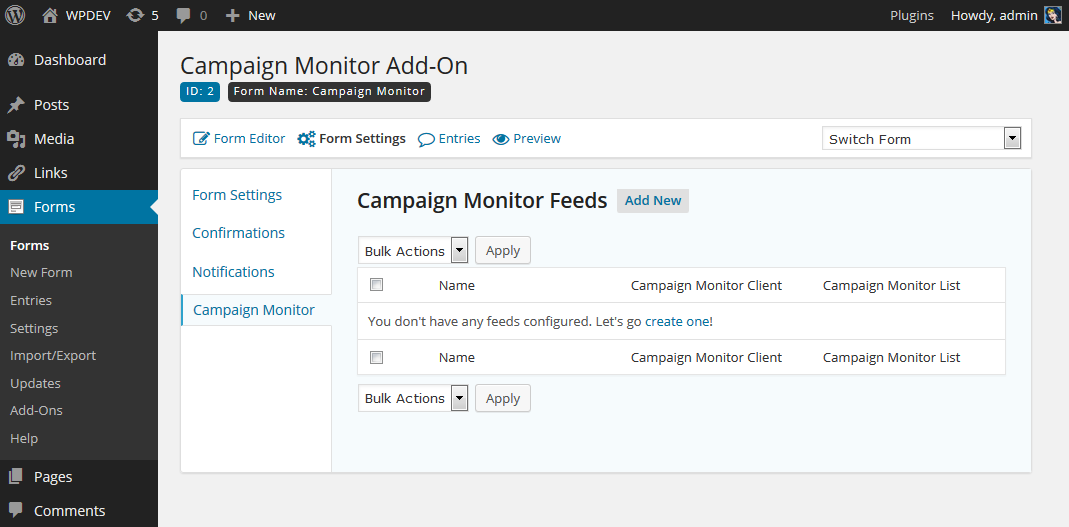 WPDEV 5 0 New Plugins Howdy, admin
Dashboard
Posts
Media
Links
Forms
Forms
New Form
Entries
Settings
Import/Export
Updates
Add-Ons
Help
Pages
Comments
Campaign Monitor Add-On
ID: 2 Form Name: Campaign Monitor
Form Editor Form Settings Entries Preview Switch Form
Form Settings
Confirmations
Notifications
Campaign Monitor
Campaign Monitor Feeds Add New
Bulk Actions Apply
Name Campaign Monitor Client Campaign Monitor List
You don't have any feeds configured. Let's go create one!
Name Campaign Monitor Client Campaign Monitor List
Bulk Actions Apply